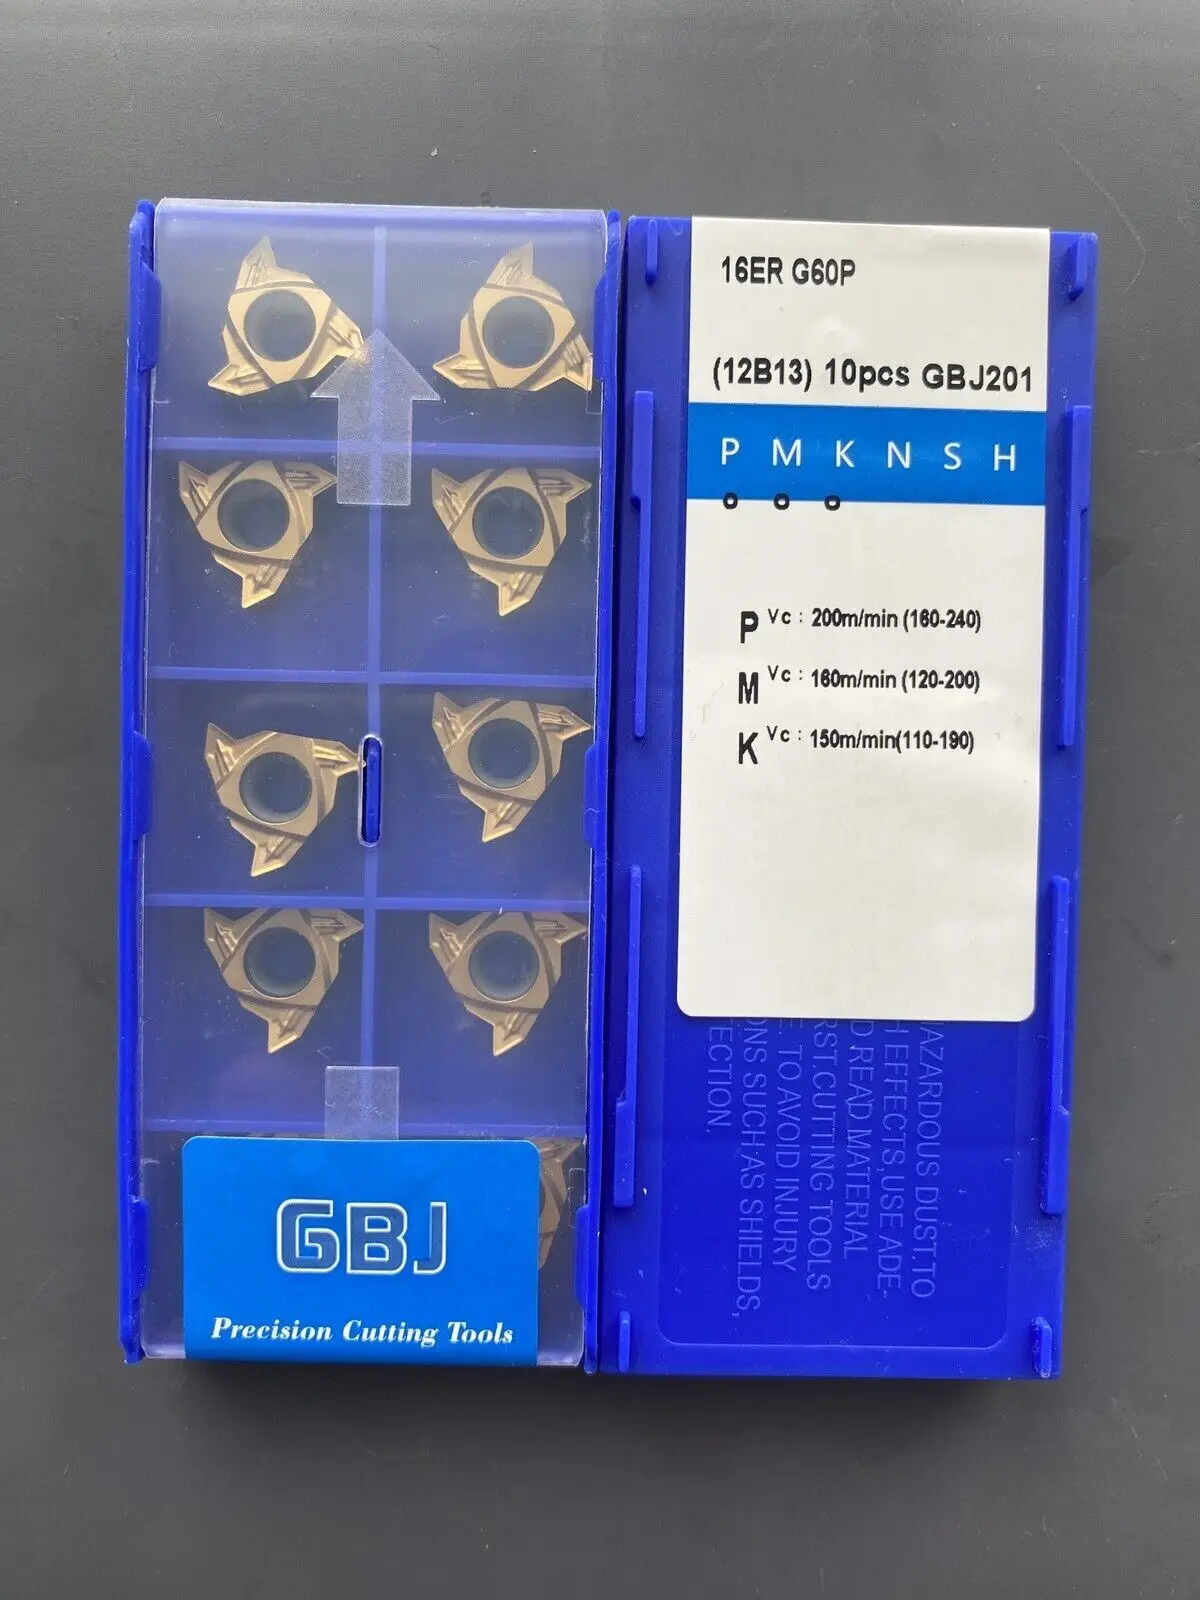 16ER G60P
(12B13) 10pcs GBJ201
P M K N S H
o o o
P Vc: 200m/min (160-240)
M Vc: 160m/min (120-200)
K Vc: 150m/min(110-190)
AZARDOUS DUST.TO
EFFECTS,USE ADE-
READ MATERIAL
RST.CUTTING TOOLS
TO AVOID INJURY
ONS SUCH AS SHIELDS,
ECTION.
GBJ
Precision Cutting Tools